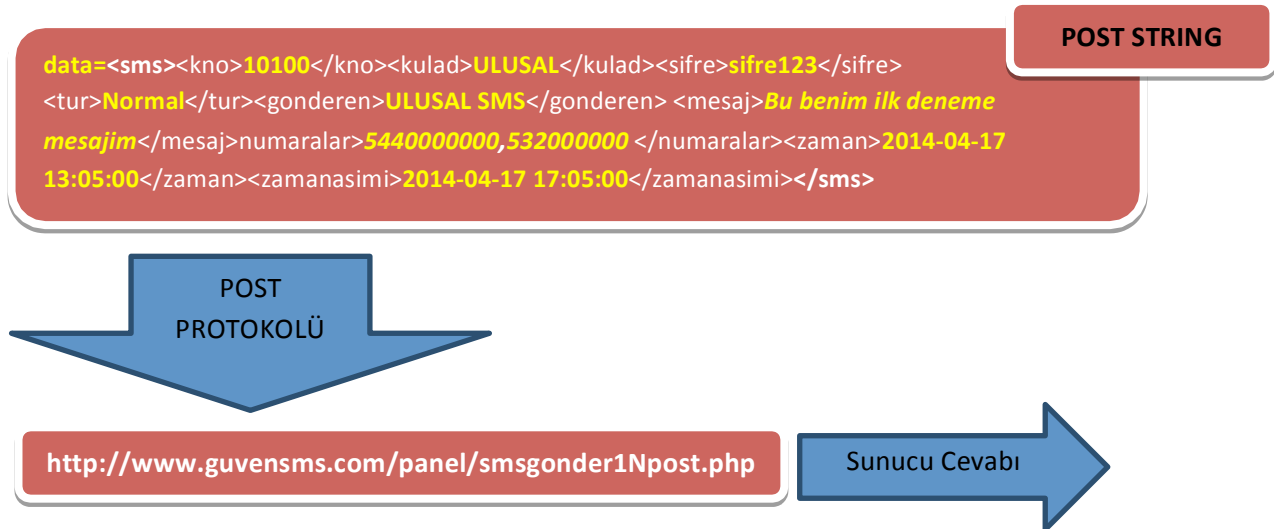 POST STRING
data=<sms><kno>10100</kno><kulad>ULUSAL</kulad><sifre>sifre123</sifre>
<tur>Normal</tur><gonderen>ULUSAL SMS</gonderen> <mesaj>Bu benim ilk deneme
mesajim</mesaj>numaralar>5440000000,532000000 </numaralar><zaman>2014-04-17
13:05:00</zaman><zamanasimi>2014-04-17 17:05:00</zamanasimi></sms>
POST
PROTOKOLÜ
http://www.guvensms.com/panel/smsgonder1Npost.php
Sunucu Cevabı